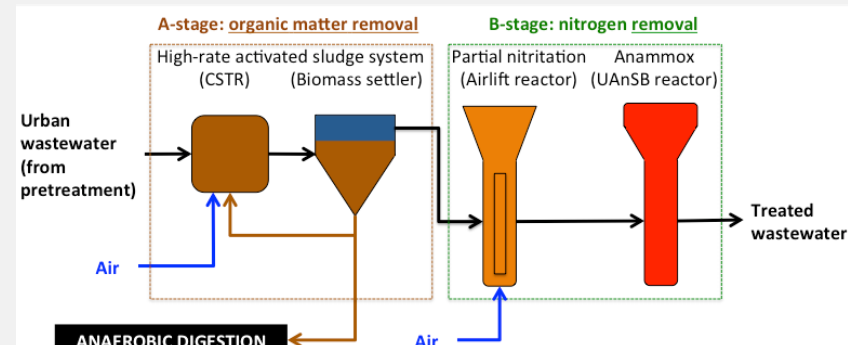 A-stage: organic matter removal
B-stage: nitrogen removal
High-rate activated sludge system
(CSTR) (Biomass settler)
Partial nitritation
(Airlift reactor)
Anammox
(UAnSB reactor)
Urban
wastewater
(from
pretreatment)
Treated
wastewater
Air
Air
ANAEROBIC DIGESTION